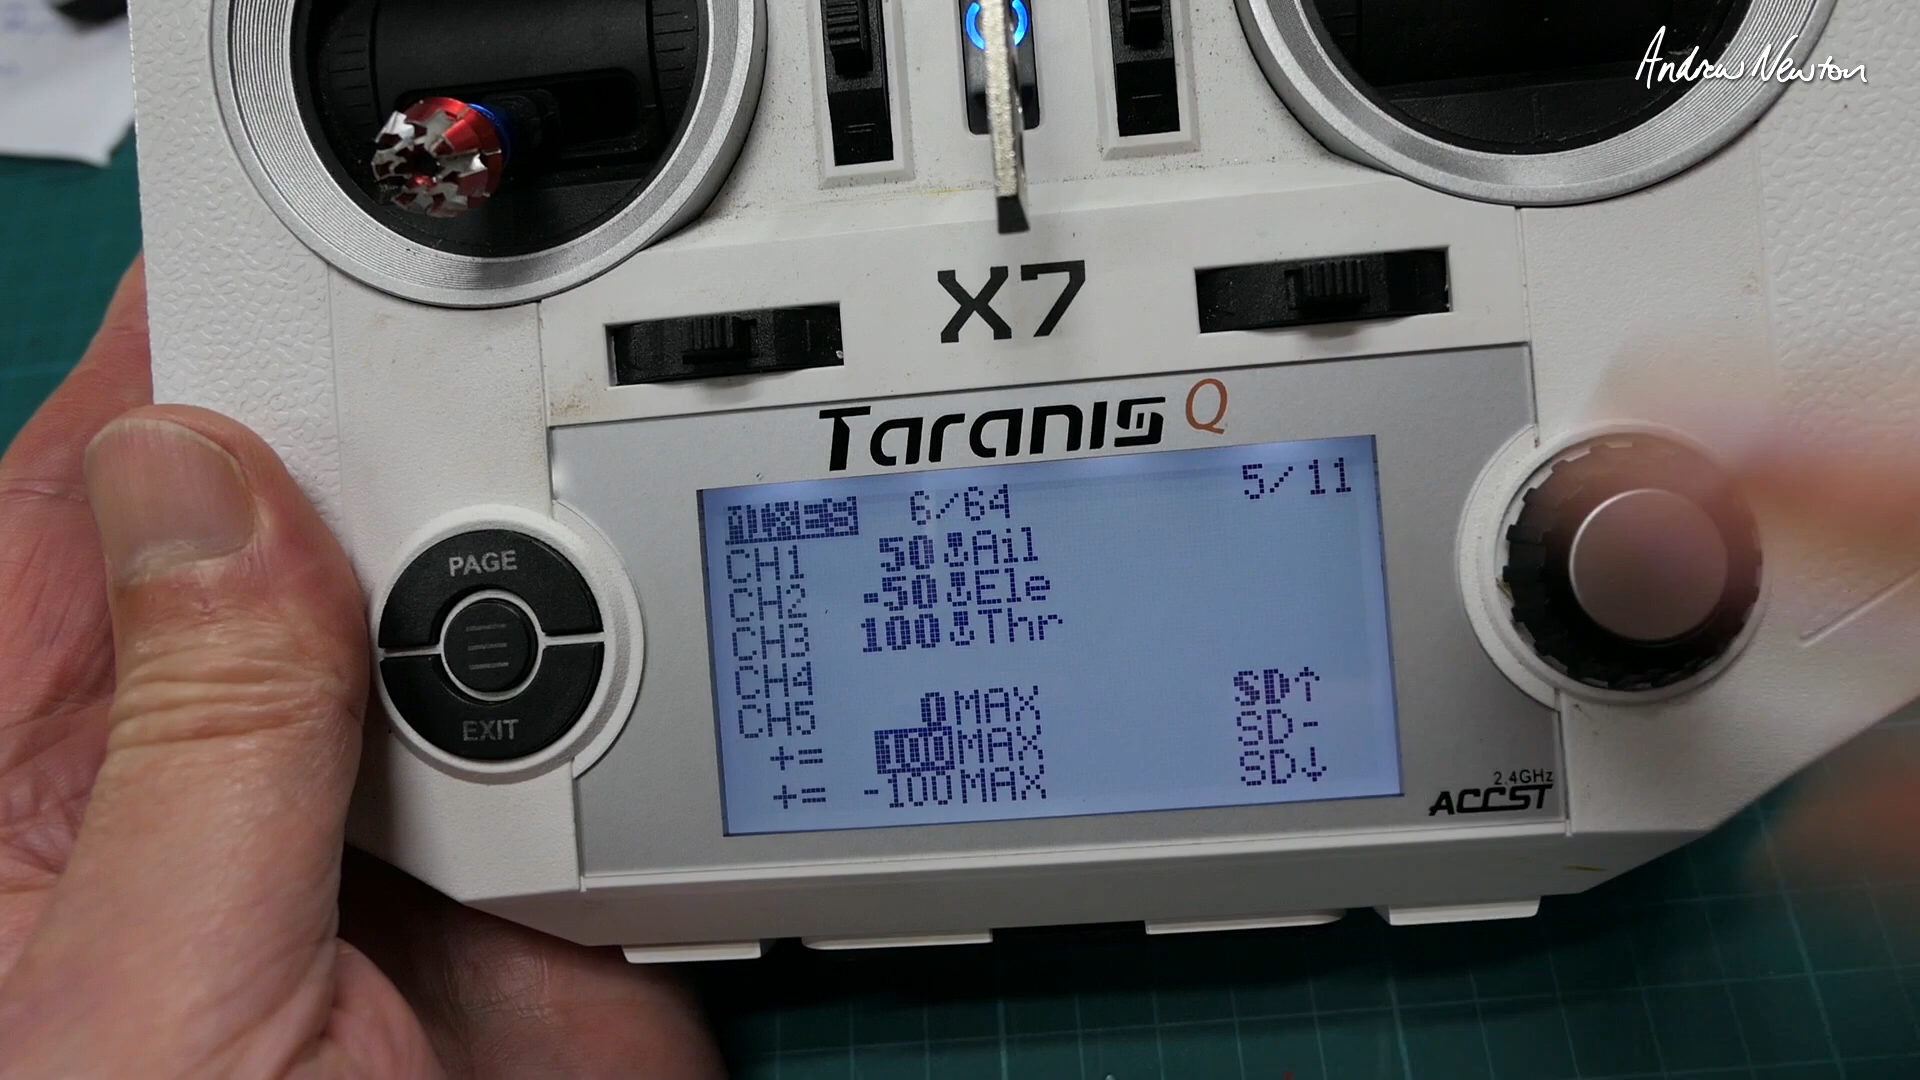 Andrew Newton
X7
Taranis Q
MIXES 6/64 5/11
CH1 50 Ail
CH2 -50 Ele
CH3 100 Thr
CH4
CH5 0 MAX SD↑
+= 100 MAX SD-
+= -100 MAX SD↓
PAGE
EXIT
2.4GHz
ACCST